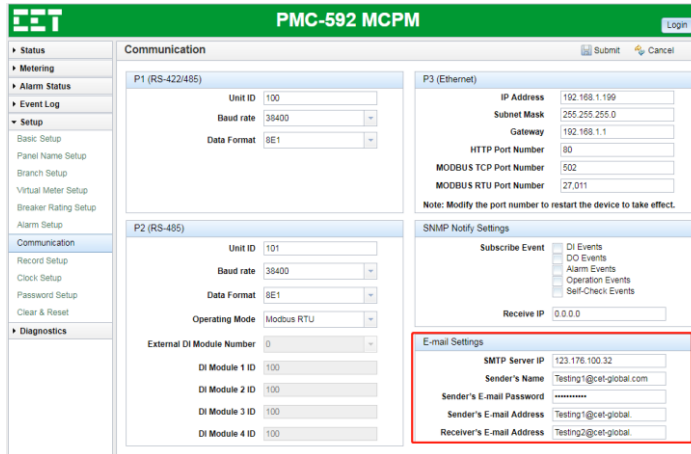 CET
PMC-592 MCPM
Login
Status
Metering
Alarm Status
Event Log
Setup
Basic Setup
Panel Name Setup
Branch Setup
Virtual Meter Setup
Breaker Rating Setup
Alarm Setup
Communication
Record Setup
Clock Setup
Password Setup
Clear & Reset
Diagnostics
Communication
Submit Cancel
P1 (RS-422/485)
Unit ID 100
Baud rate 38400
Data Format 8E1
P2 (RS-485)
Unit ID 101
Baud rate 38400
Data Format 8E1
Operating Mode Modbus RTU
External DI Module Number 0
DI Module 1 ID 100
DI Module 2 ID 100
DI Module 3 ID 100
DI Module 4 ID 100
P3 (Ethernet)
IP Address 192.168.1.199
Subnet Mask 255.255.255.0
Gateway 192.168.1.1
HTTP Port Number 80
MODBUS TCP Port Number 502
MODBUS RTU Port Number 27,011
Note: Modify the port number to restart the device to take effect.
SNMP Notify Settings
Subscribe Event DI Events
DO Events
Alarm Events
Operation Events
Self-Check Events
Receive IP 0.0.0.0
E-mail Settings
SMTP Server IP 123.176.100.32
Sender's Name Testing1@cet-global.com
Sender's E-mail Password •••••••••••
Sender's E-mail Address Testing1@cet-global.
Receiver's E-mail Address Testing2@cet-global.